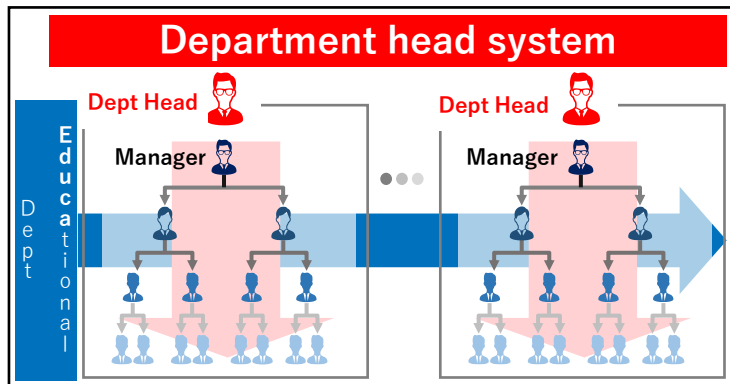 Department head system
Dept Head
Dept Head
Manager
Manager
Educational
Dept